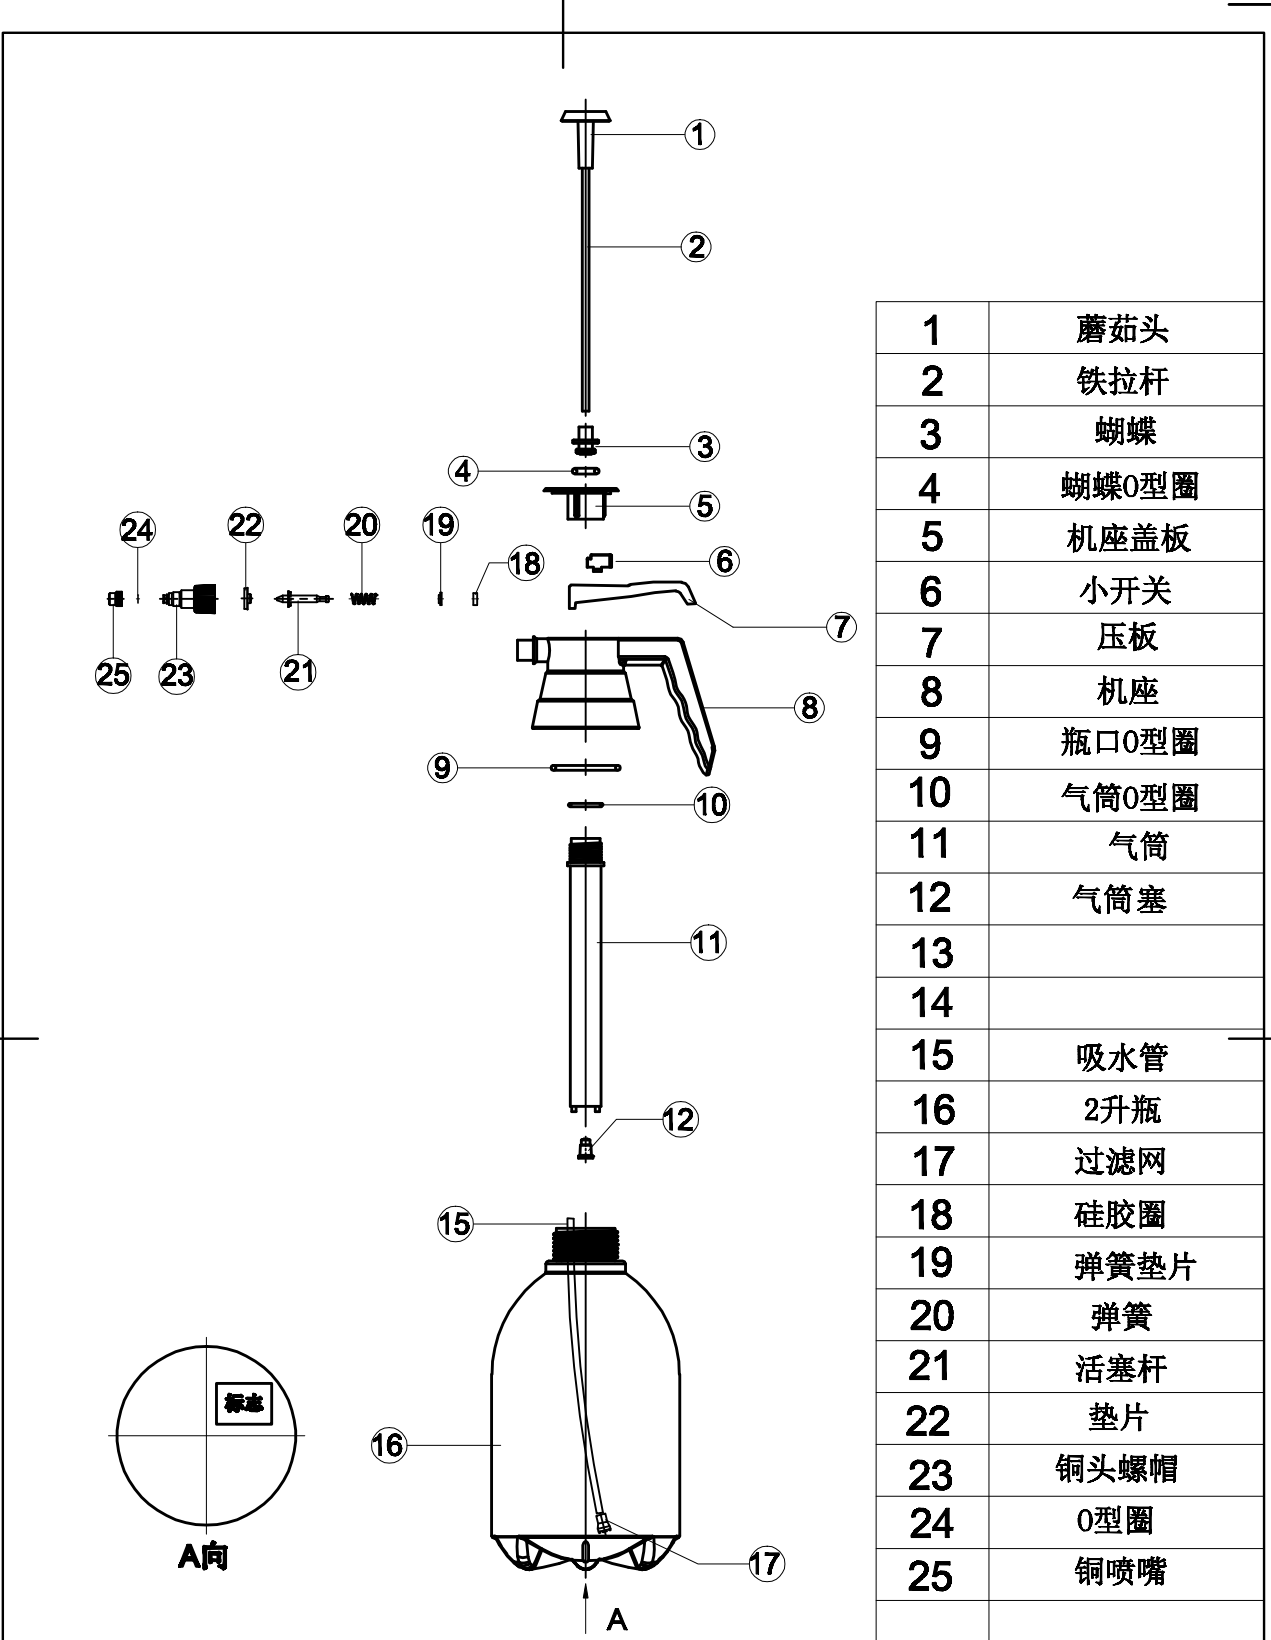 1
2
3
4
5
6
7
8
9
10
11
12
15
16
17
18
19
20
21
22
23
24
25
标志
A向
A
1 蘑茹头
2 铁拉杆
3 蝴蝶
4 蝴蝶O型圈
5 机座盖板
6 小开关
7 压板
8 机座
9 瓶口O型圈
10 气筒O型圈
11 气筒
12 气筒塞
13
14
15 吸水管
16 2升瓶
17 过滤网
18 硅胶圈
19 弹簧垫片
20 弹簧
21 活塞杆
22 垫片
23 铜头螺帽
24 O型圈
25 铜喷嘴